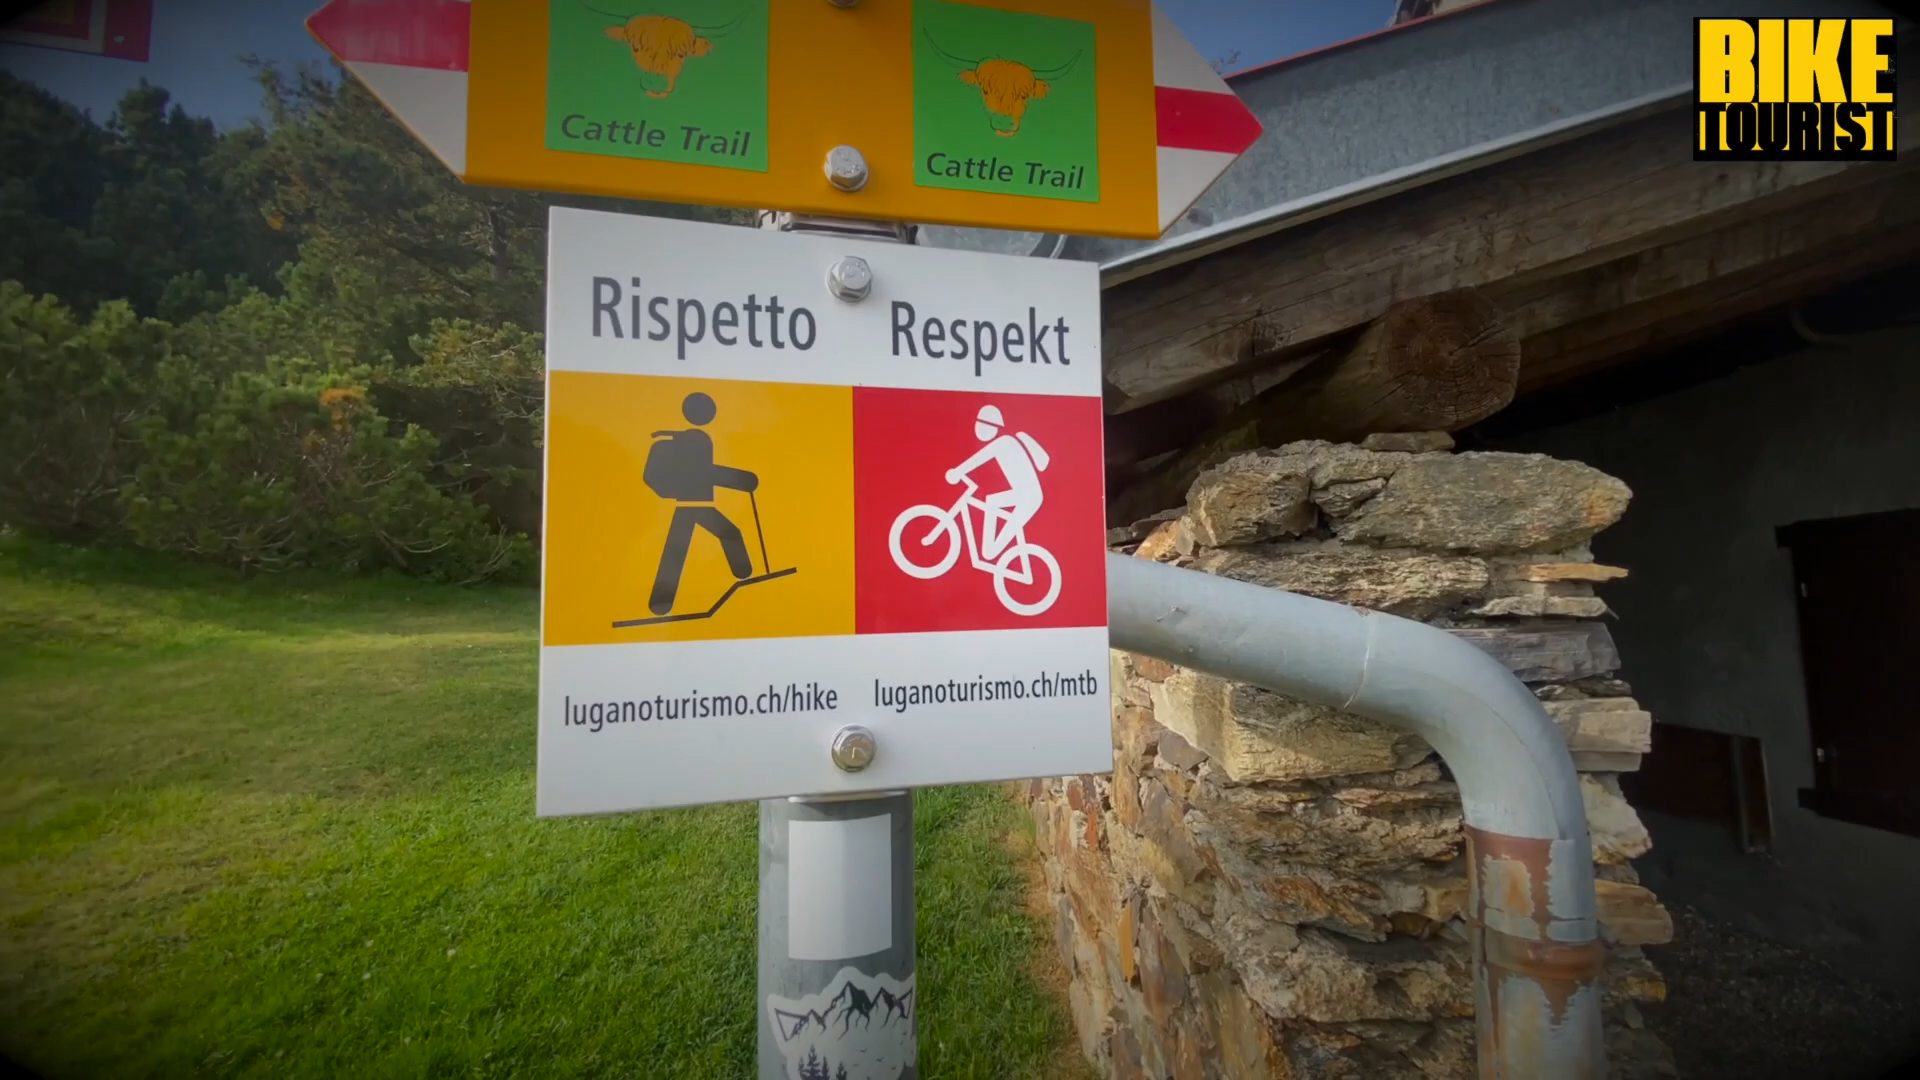 BIKE
TOURIST
Cattle Trail
Cattle Trail
Rispetto Respekt
luganoturismo.ch/hike luganoturismo.ch/mtb